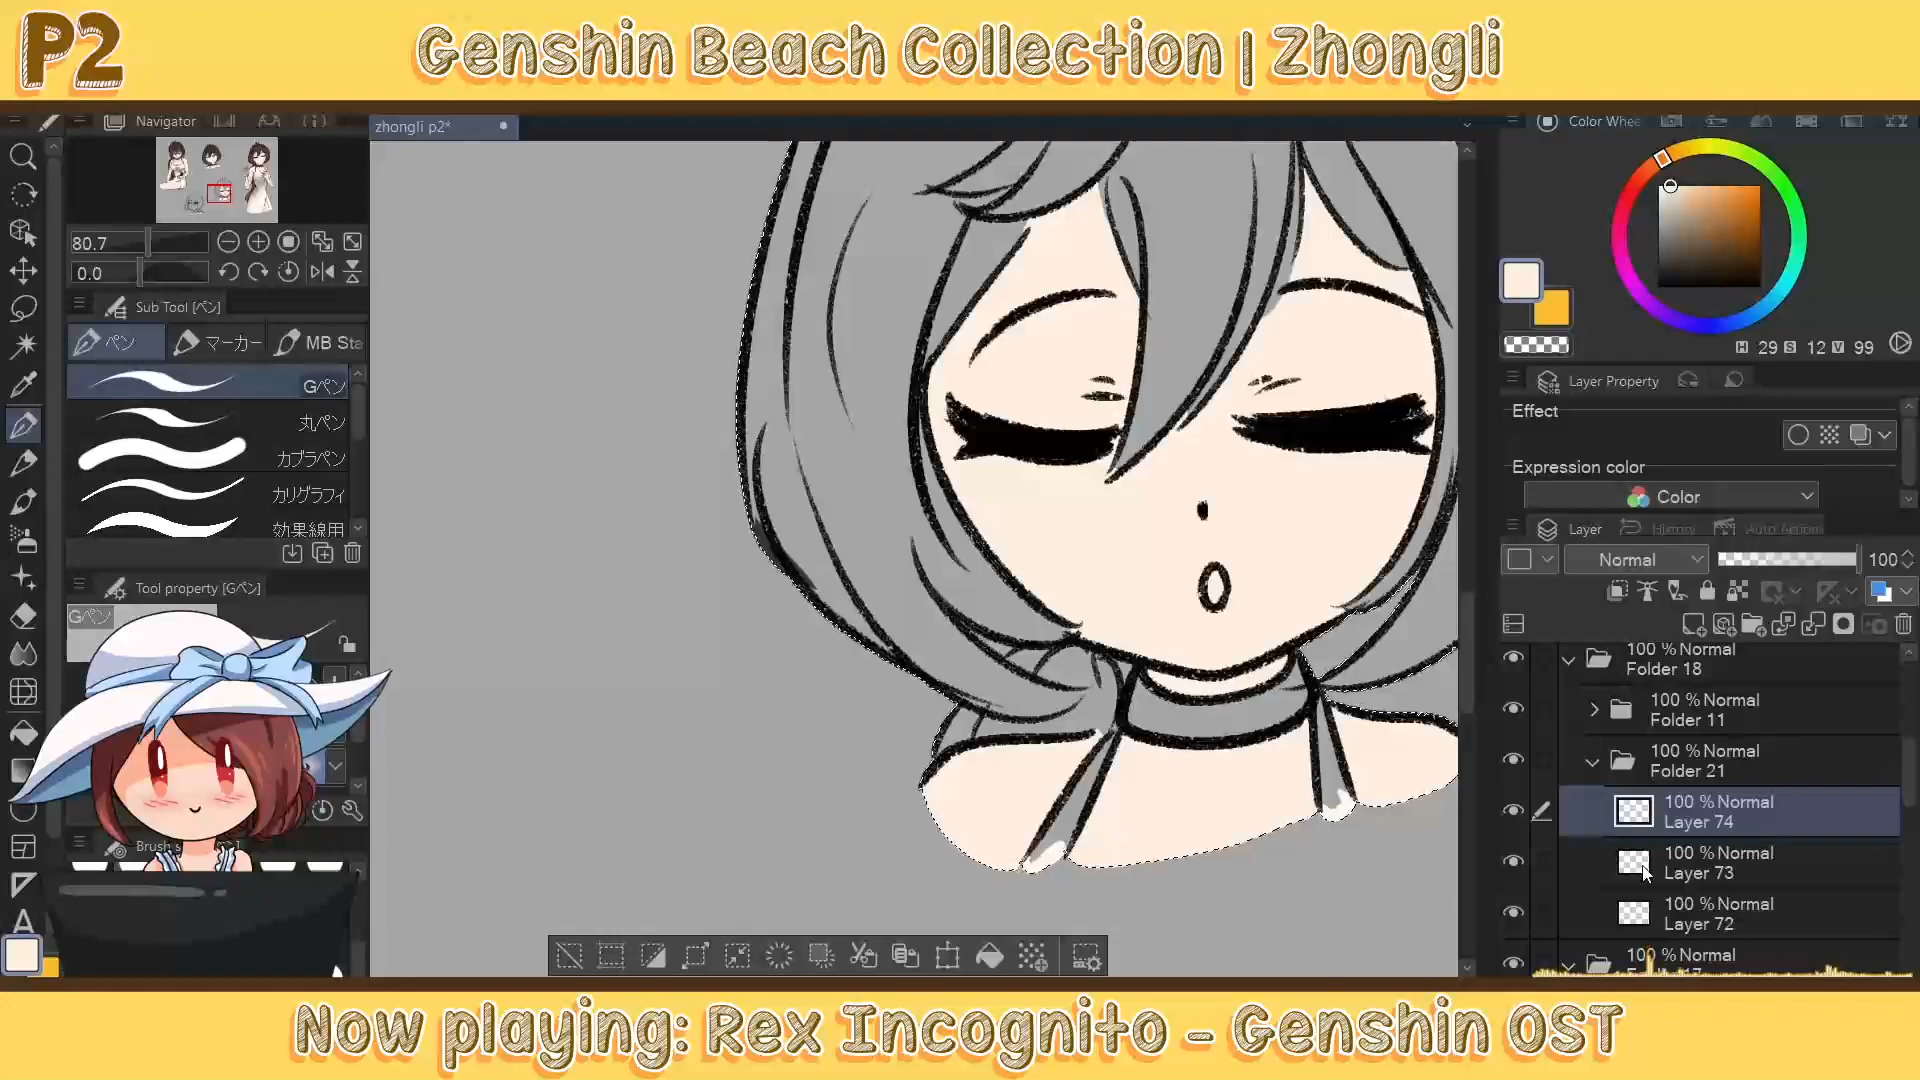 P2
Genshin Beach Collection | Zhongli
Navigator
zhongli p2*
80.7
0.0
Sub Tool [ペン]
ペン
マーカー
MB Sta
Gペン
丸ペン
カブラペン
カリグラフィ
効果線用
Tool property [Gペン]
Gペン
Brush s
Color Whee
H 29 S 12 V 99
Layer Property
Effect
Expression color
Color
Layer
History
Auto Action
Normal
100
100 % Normal
Folder 18
100 % Normal
Folder 11
100 % Normal
Folder 21
100 % Normal
Layer 74
100 % Normal
Layer 73
100 % Normal
Layer 72
100 % Normal
Now playing: Rex Incognito - Genshin OST